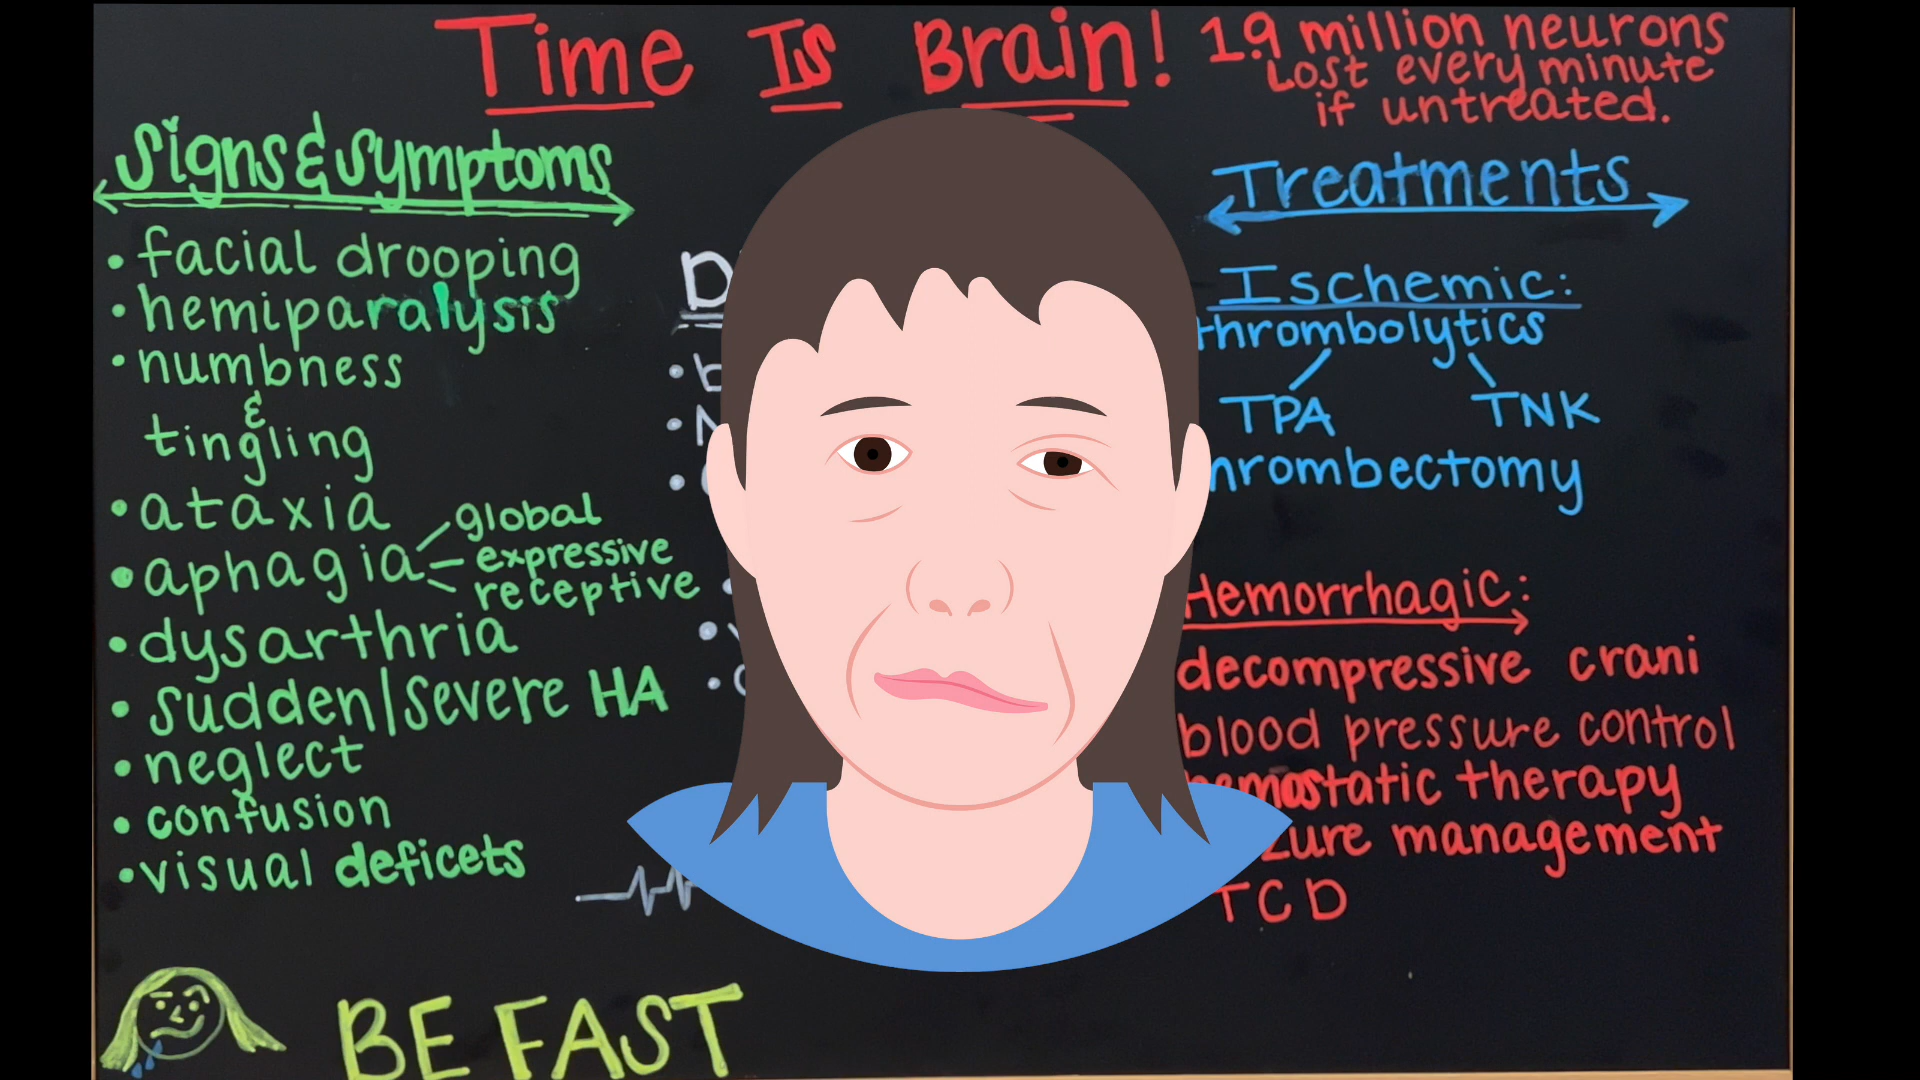 Time Is Brain!
1.9 million neurons
Lost every minute
if untreated.
Signs & Symptoms
• facial drooping
• hemiparalysis
• numbness
&
tingling
• ataxia
• aphagia
global
expressive
receptive
• dysarthria
• sudden/severe HA
• neglect
• confusion
• visual deficets
D
• b
• N
Treatments
Ischemic:
thrombolytics
TPA TNK
hrombectomy
Hemorrhagic:
decompressive crani
blood pressure control
hemostatic therapy
zure management
TCD
BE FAST